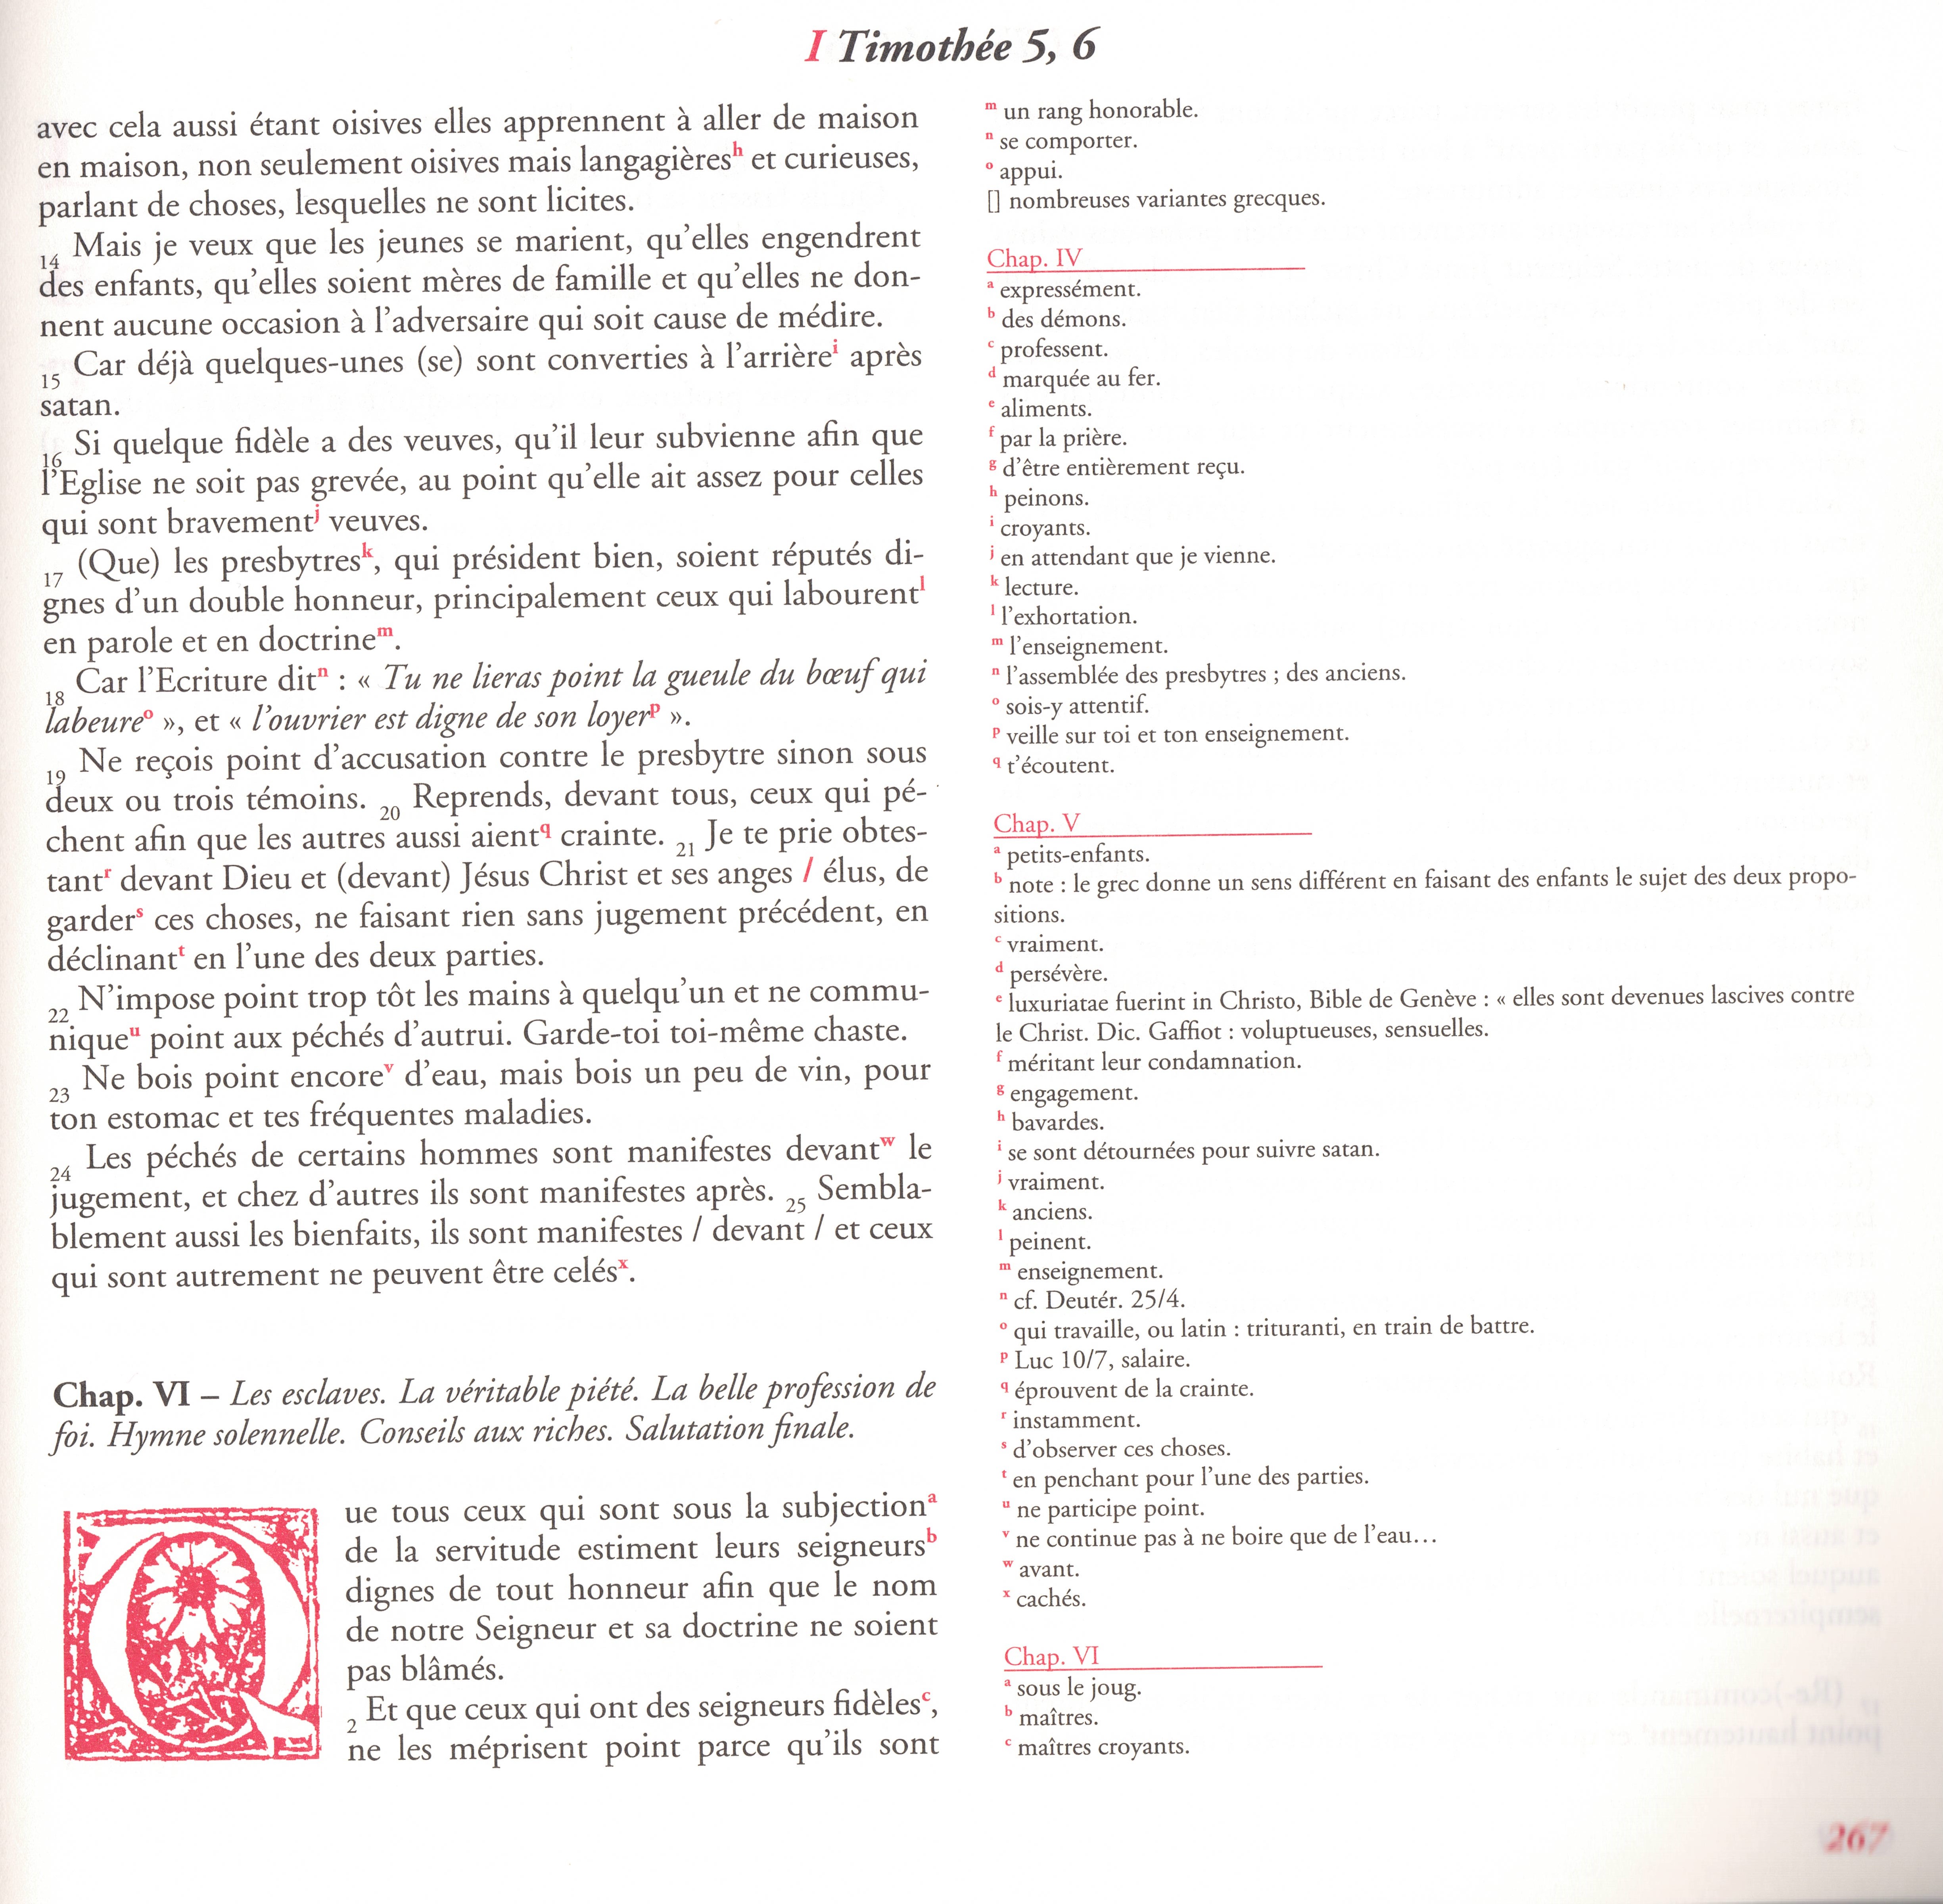 I Timothée 5, 6
avec cela aussi étant oisives elles apprennent à aller de maison
en maison, non seulement oisives mais langagières^h et curieuses,
parlant de choses, lesquelles ne sont licites.
14 Mais je veux que les jeunes se marient, qu’elles engendrent
des enfants, qu’elles soient mères de famille et qu’elles ne don-
nent aucune occasion à l’adversaire qui soit cause de médire.
15 Car déjà quelques-unes (se) sont converties à l’arrière^i après
satan.
16 Si quelque fidèle a des veuves, qu’il leur subvienne afin que
l’Eglise ne soit pas grevée, au point qu’elle ait assez pour celles
qui sont bravement^j veuves.
17 (Que) les presbytres^k, qui président bien, soient réputés di-
gnes d’un double honneur, principalement ceux qui labourent^l
en parole et en doctrine^m.
18 Car l’Ecriture dit^n : « Tu ne lieras point la gueule du bœuf qui
labeure^o », et « l’ouvrier est digne de son loyer^p ».
19 Ne reçois point d’accusation contre le presbytre sinon sous
deux ou trois témoins. 20 Reprends, devant tous, ceux qui pé-
chent afin que les autres aussi aient^q crainte. 21 Je te prie obtes-
tant^r devant Dieu et (devant) Jésus Christ et ses anges / élus, de
garder^s ces choses, ne faisant rien sans jugement précédent, en
déclinant^t en l’une des deux parties.
22 N’impose point trop tôt les mains à quelqu’un et ne commu-
nique^u point aux péchés d’autrui. Garde-toi toi-même chaste.
23 Ne bois point encore^v d’eau, mais bois un peu de vin, pour
ton estomac et tes fréquentes maladies.
24 Les péchés de certains hommes sont manifestes devant^w le
jugement, et chez d’autres ils sont manifestes après. 25 Sembla-
blement aussi les bienfaits, ils sont manifestes / devant / et ceux
qui sont autrement ne peuvent être celés^x.
Chap. VI – Les esclaves. La véritable piété. La belle profession de
foi. Hymne solennelle. Conseils aux riches. Salutation finale.
Que tous ceux qui sont sous la subjection^a
de la servitude estiment leurs seigneurs^b
dignes de tout honneur afin que le nom
de notre Seigneur et sa doctrine ne soient
pas blâmés.
2 Et que ceux qui ont des seigneurs fidèles^c,
ne les méprisent point parce qu’ils sont
m un rang honorable.
n se comporter.
o appui.
[] nombreuses variantes grecques.
Chap. IV
a expressément.
b des démons.
c professent.
d marquée au fer.
e aliments.
f par la prière.
g d’être entièrement reçu.
h peinons.
i croyants.
j en attendant que je vienne.
k lecture.
l l’exhortation.
m l’enseignement.
n l’assemblée des presbytres ; des anciens.
o sois-y attentif.
p veille sur toi et ton enseignement.
q t’écoutent.
Chap. V
a petits-enfants.
b note : le grec donne un sens différent en faisant des enfants le sujet des deux propo-
sitions.
c vraiment.
d persévère.
e luxuriatae fuerint in Christo, Bible de Genève : « elles sont devenues lascives contre
le Christ. Dic. Gaffiot : voluptueuses, sensuelles.
f méritant leur condamnation.
g engagement.
h bavardes.
i se sont détournées pour suivre satan.
j vraiment.
k anciens.
l peinent.
m enseignement.
n cf. Deutér. 25/4.
o qui travaille, ou latin : trituranti, en train de battre.
p Luc 10/7, salaire.
q éprouvent de la crainte.
r instamment.
s d’observer ces choses.
t en penchant pour l’une des parties.
u ne participe point.
v ne continue pas à ne boire que de l’eau…
w avant.
x cachés.
Chap. VI
a sous le joug.
b maîtres.
c maîtres croyants.
267